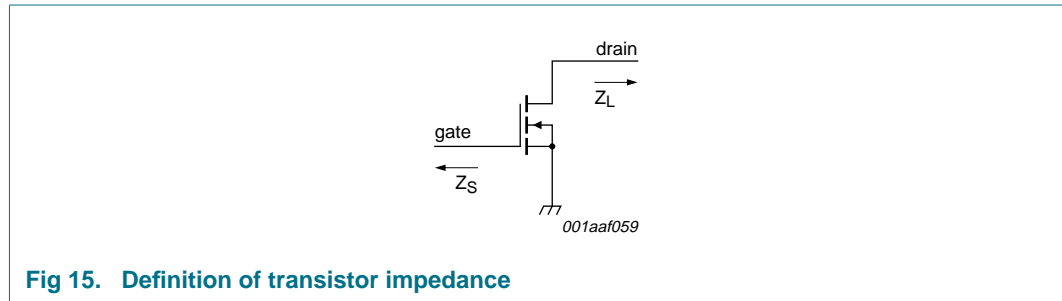 drain
Z_L
gate
Z_S
001aaf059
Fig 15. Definition of transistor impedance